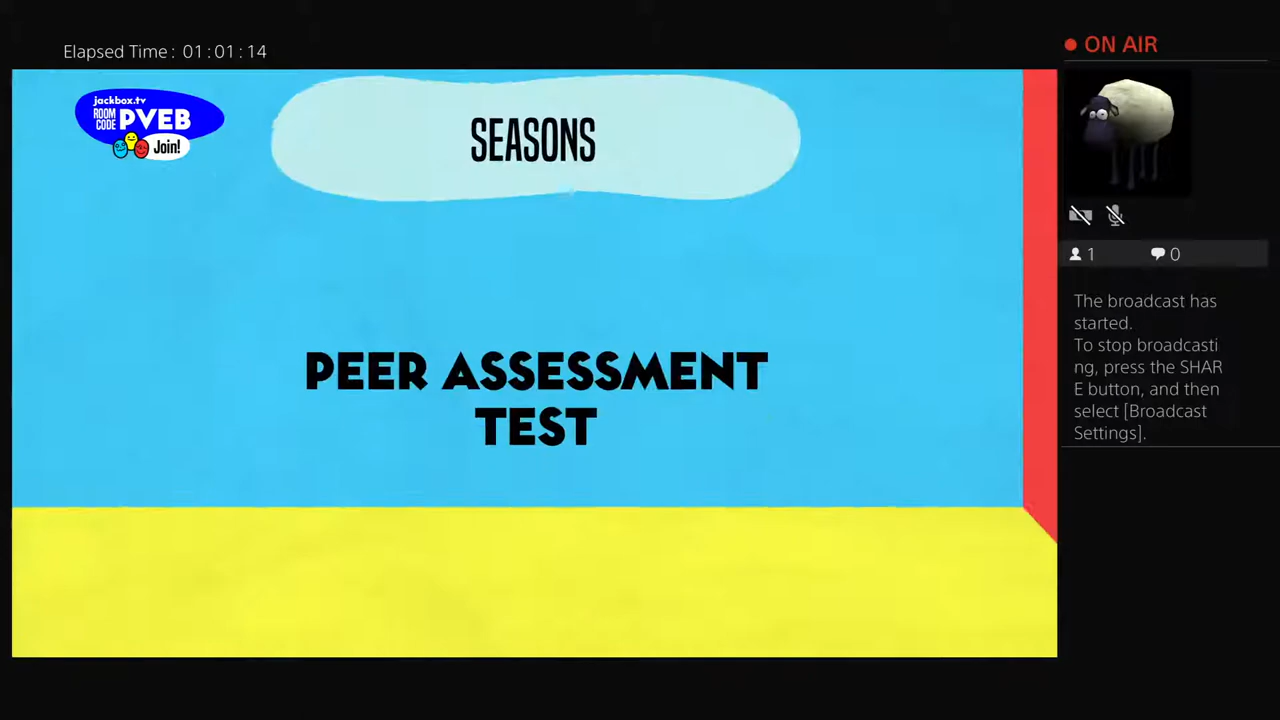 Elapsed Time : 01:01:14
ON AIR
jackbox.tv
ROOM CODE PVEB
Join!
SEASONS
PEER ASSESSMENT
TEST
1
0
The broadcast has
started.
To stop broadcasti
ng, press the SHAR
E button, and then
select [Broadcast
Settings].